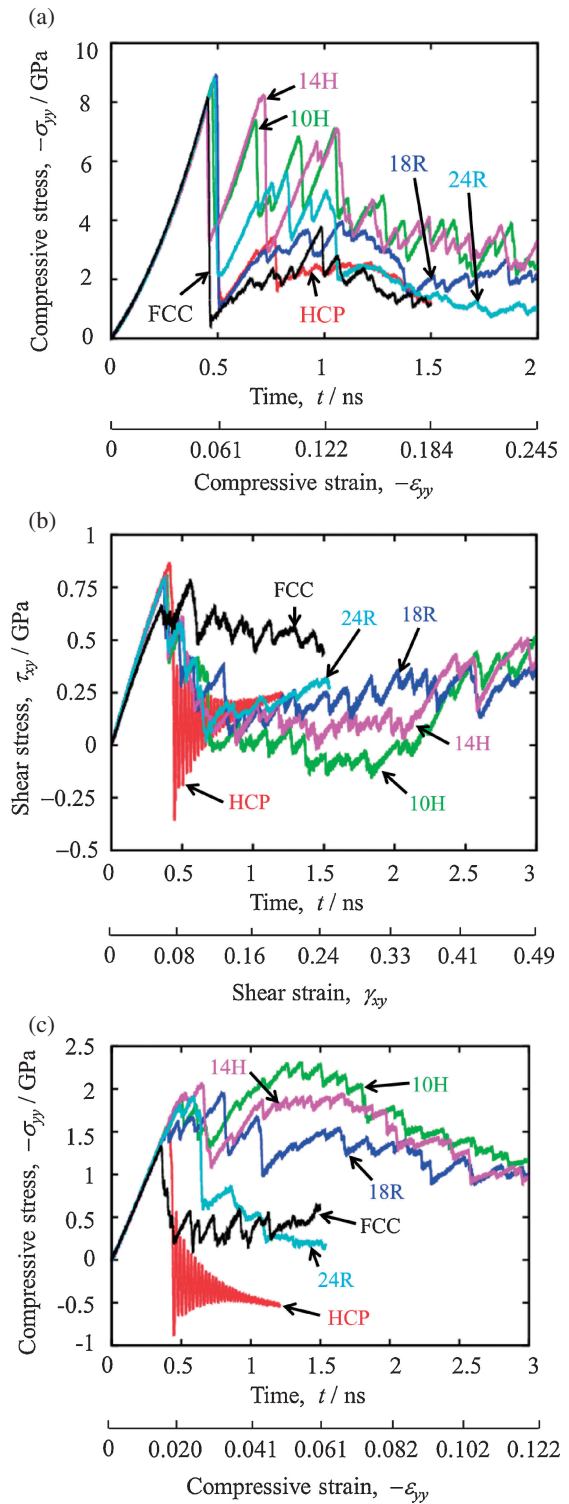 (a)
Compressive stress, −σyy / GPa
10
8
6
4
2
0
14H
10H
18R
24R
FCC
HCP
0 0.5 1 1.5 2
Time, t / ns
0 0.061 0.122 0.184 0.245
Compressive strain, −εyy
(b)
Shear stress, τxy / GPa
1
0.75
0.5
0.25
0
−0.25
−0.5
FCC
24R
18R
14H
HCP
10H
0 0.5 1 1.5 2 2.5 3
Time, t / ns
0 0.08 0.16 0.24 0.33 0.41 0.49
Shear strain, γxy
(c)
Compressive stress, −σyy / GPa
2.5
2
1.5
1
0.5
0
-0.5
-1
14H
10H
18R
FCC
24R
HCP
0 0.5 1 1.5 2 2.5 3
Time, t / ns
0 0.020 0.041 0.061 0.082 0.102 0.122
Compressive strain, −εyy